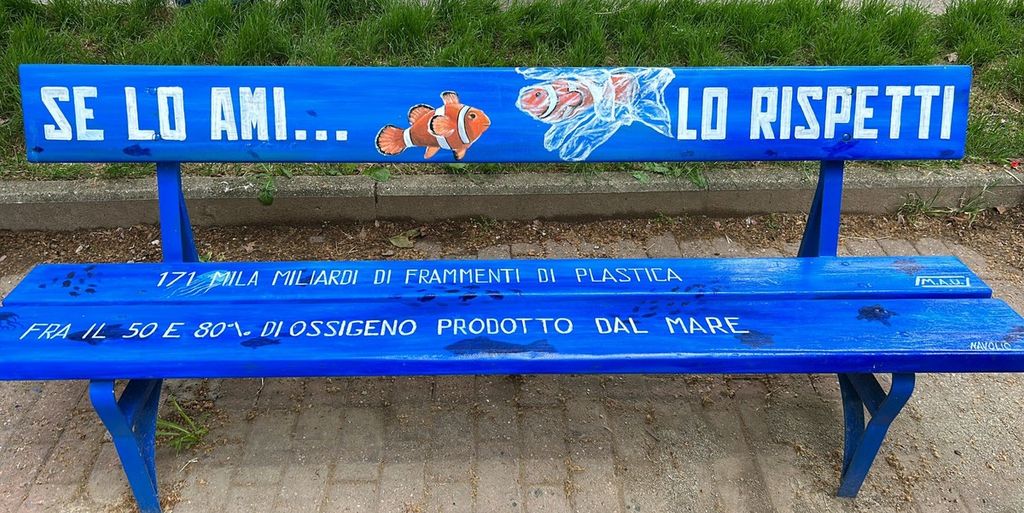 SE LO AMI... LO RISPETTI
171 MILA MILIARDI DI FRAMMENTI DI PLASTICA
M.A.U.
FRA IL 50 E 80%. DI OSSIGENO PRODOTTO DAL MARE
NAVOLIO